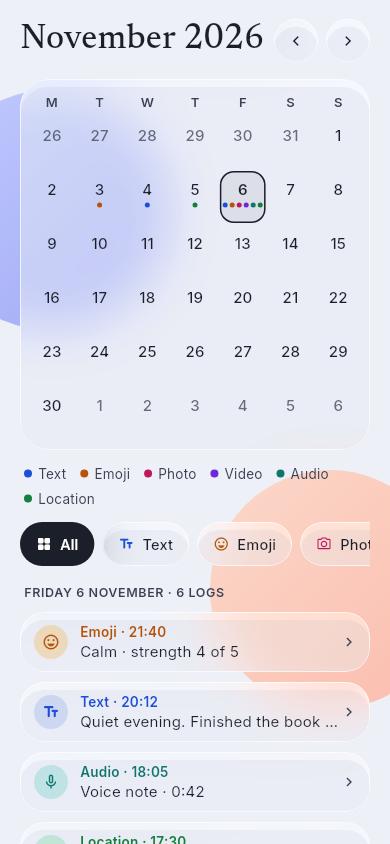 November 2026
M T W T F S S
26 27 28 29 30 31 1
2 3 4 5 6 7 8
9 10 11 12 13 14 15
16 17 18 19 20 21 22
23 24 25 26 27 28 29
30 1 2 3 4 5 6
Text Emoji Photo Video Audio
Location
All Text Emoji Phot
FRIDAY 6 NOVEMBER · 6 LOGS
Emoji · 21:40
Calm · strength 4 of 5
Text · 20:12
Quiet evening. Finished the book ...
Audio · 18:05
Voice note · 0:42
Location · 17:30